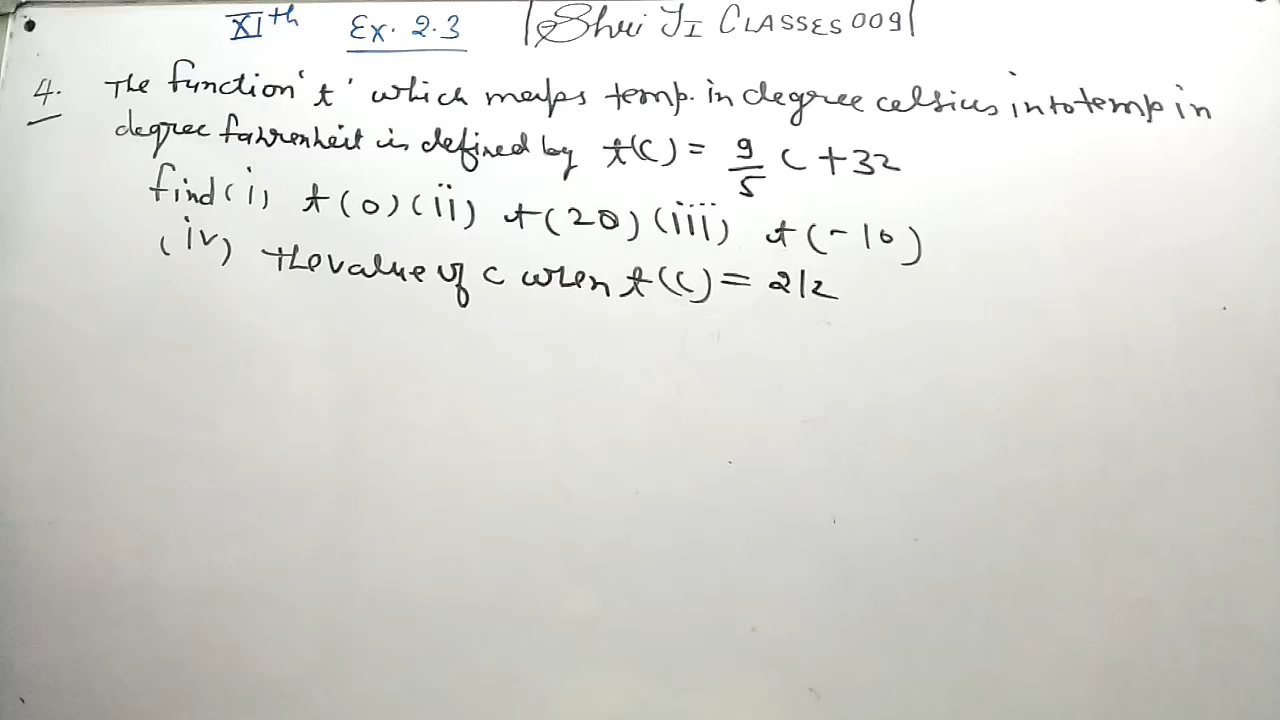 XIth Ex. 2.3 |Shri JI CLASSES 009|
4. The function 't' which maps temp. in degree celsius into temp in
degree fahrenheit is defined by t(C) = 9/5 C + 32
find (i) t(0) (ii) t(20) (iii) t(-10)
(iv) the value of C when t(C) = 212